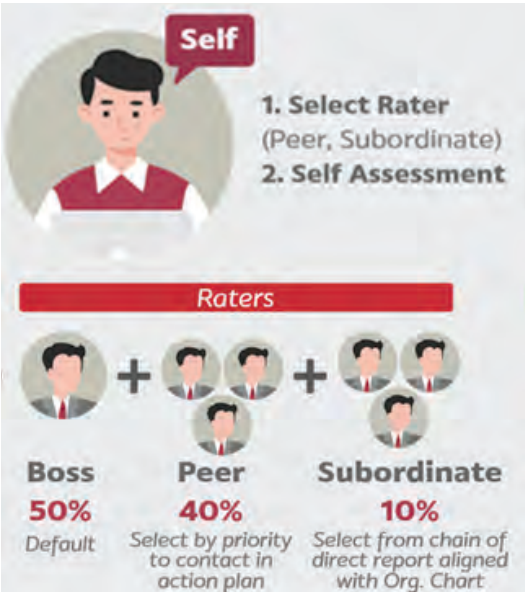 Self
1. Select Rater
(Peer, Subordinate)
2. Self Assessment
Raters
+
+
Boss
50%
Default
Peer
40%
Select by priority
to contact in
action plan
Subordinate
10%
Select from chain of
direct report aligned
with Org. Chart